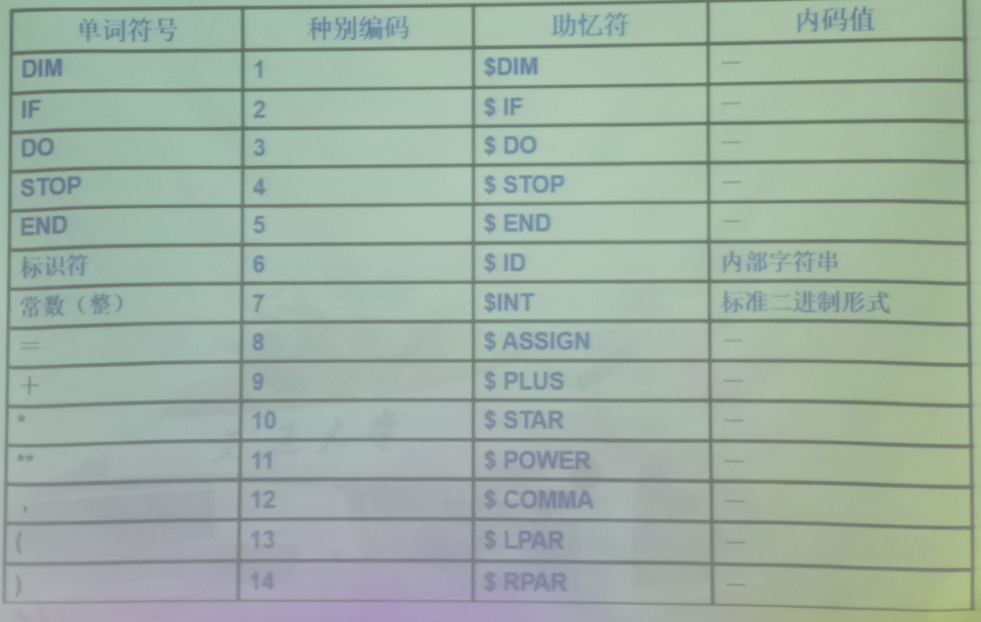 单词符号 种别编码 助忆符 内码值
DIM 1 $DIM —
IF 2 $ IF —
DO 3 $ DO —
STOP 4 $ STOP —
END 5 $ END —
标识符 6 $ ID 内部字符串
常数（整） 7 $INT 标准二进制形式
= 8 $ ASSIGN —
+ 9 $ PLUS —
* 10 $ STAR —
** 11 $ POWER —
, 12 $ COMMA —
( 13 $ LPAR —
) 14 $ RPAR —